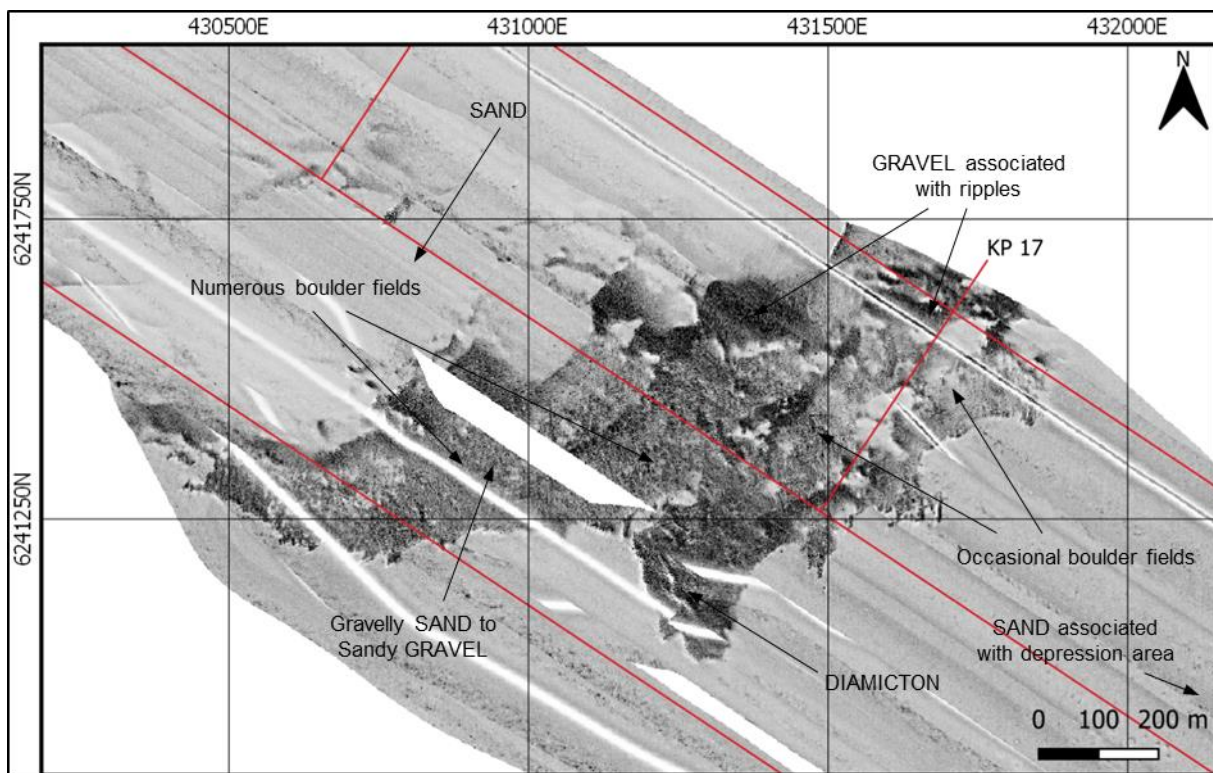 430500E
431000E
431500E
432000E
N
SAND
GRAVEL associated
with ripples
6241750N
KP 17
Numerous boulder fields
6241250N
Occasional boulder fields
Gravelly SAND to
Sandy GRAVEL
SAND associated
with depression area
DIAMICTON
0 100 200 m